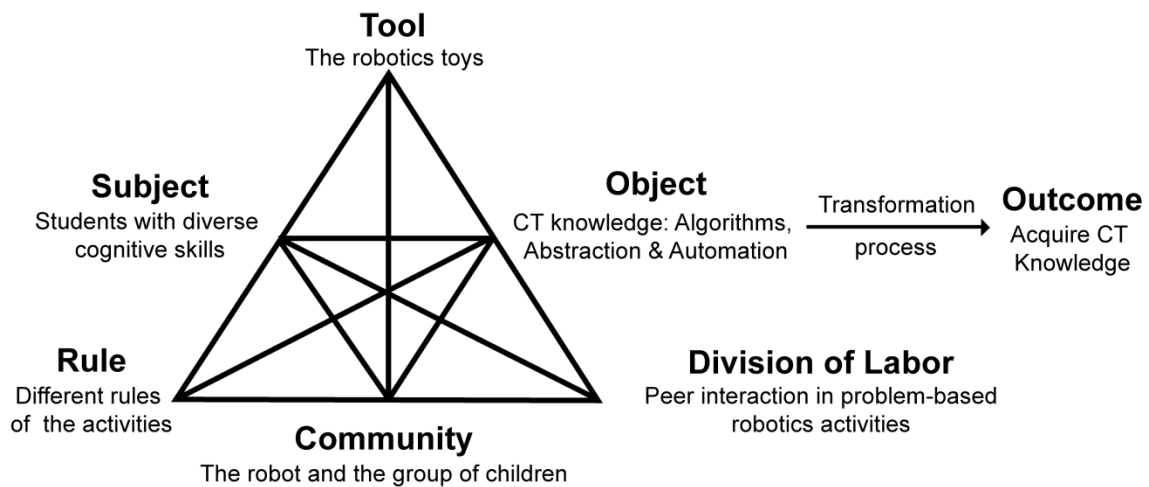 Tool
The robotics toys
Subject
Students with diverse
cognitive skills
Object
CT knowledge: Algorithms,
Abstraction & Automation
Transformation
process
Outcome
Acquire CT
Knowledge
Rule
Different rules
of the activities
Community
The robot and the group of children
Division of Labor
Peer interaction in problem-based
robotics activities